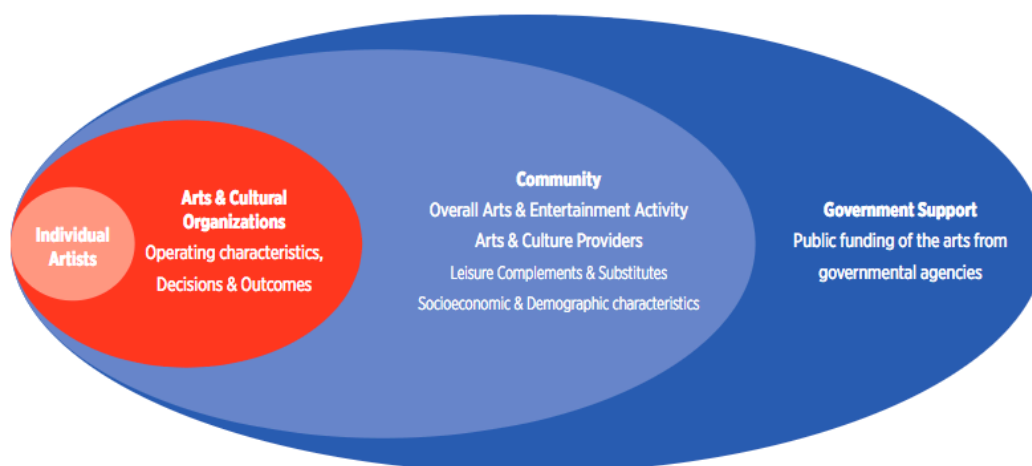 Individual
Artists
Arts & Cultural
Organizations
Operating characteristics,
Decisions & Outcomes
Community
Overall Arts & Entertainment Activity
Arts & Culture Providers
Leisure Complements & Substitutes
Socioeconomic & Demographic characteristics
Government Support
Public funding of the arts from
governmental agencies